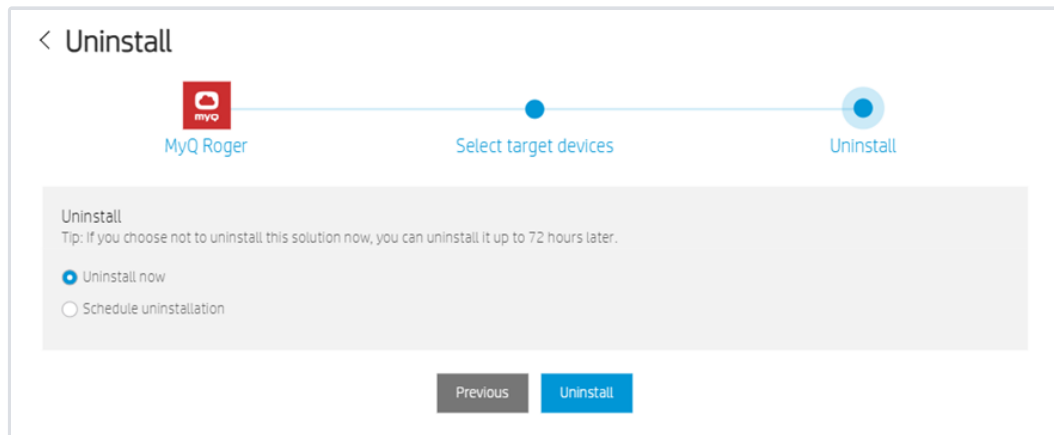 < Uninstall
myQ
MyQ Roger
Select target devices
Uninstall
Uninstall
Tip: If you choose not to uninstall this solution now, you can uninstall it up to 72 hours later.
Uninstall now
Schedule uninstallation
Previous
Uninstall